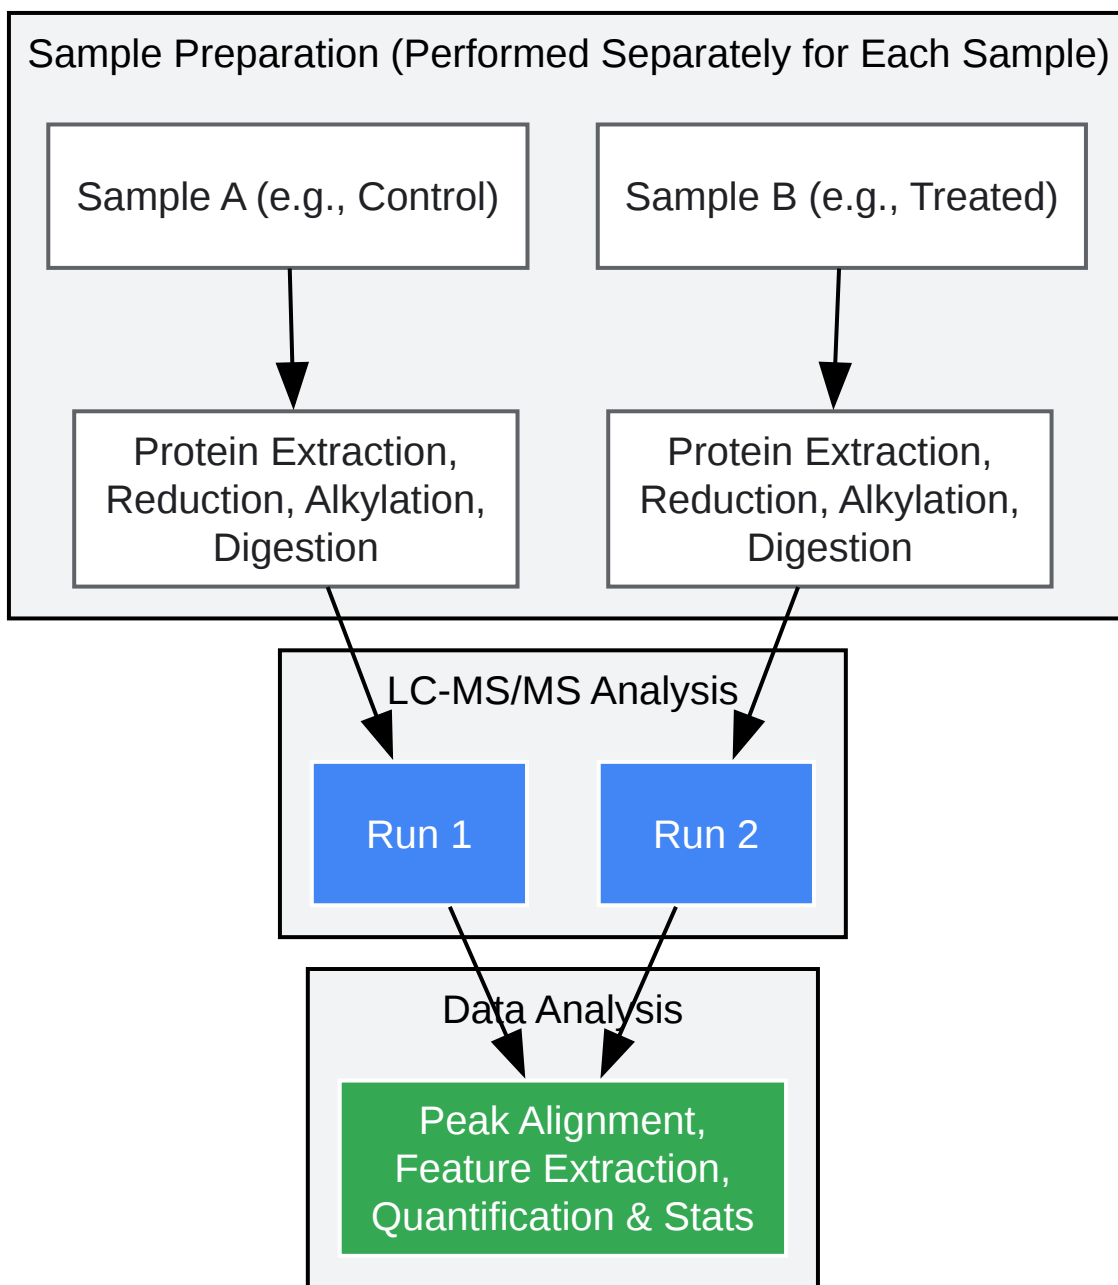 Sample Preparation (Performed Separately for Each Sample)
Sample A (e.g., Control)
Sample B (e.g., Treated)
Protein Extraction,
Reduction, Alkylation,
Digestion
Protein Extraction,
Reduction, Alkylation,
Digestion
LC-MS/MS Analysis
Run 1
Run 2
Data Analysis
Peak Alignment,
Feature Extraction,
Quantification & Stats